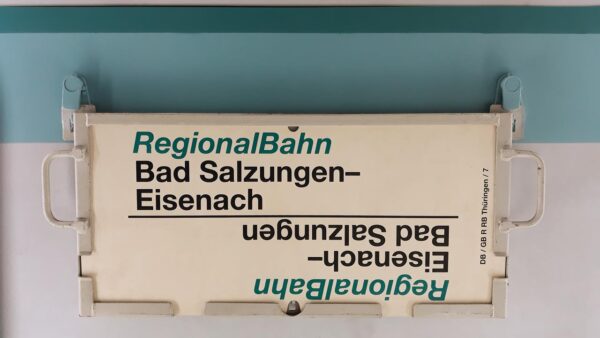 RegionalBahn
Bad Salzungen–
Eisenach
RegionalBahn
Eisenach–
Bad Salzungen
DB / GB R RB Thüringen / 7